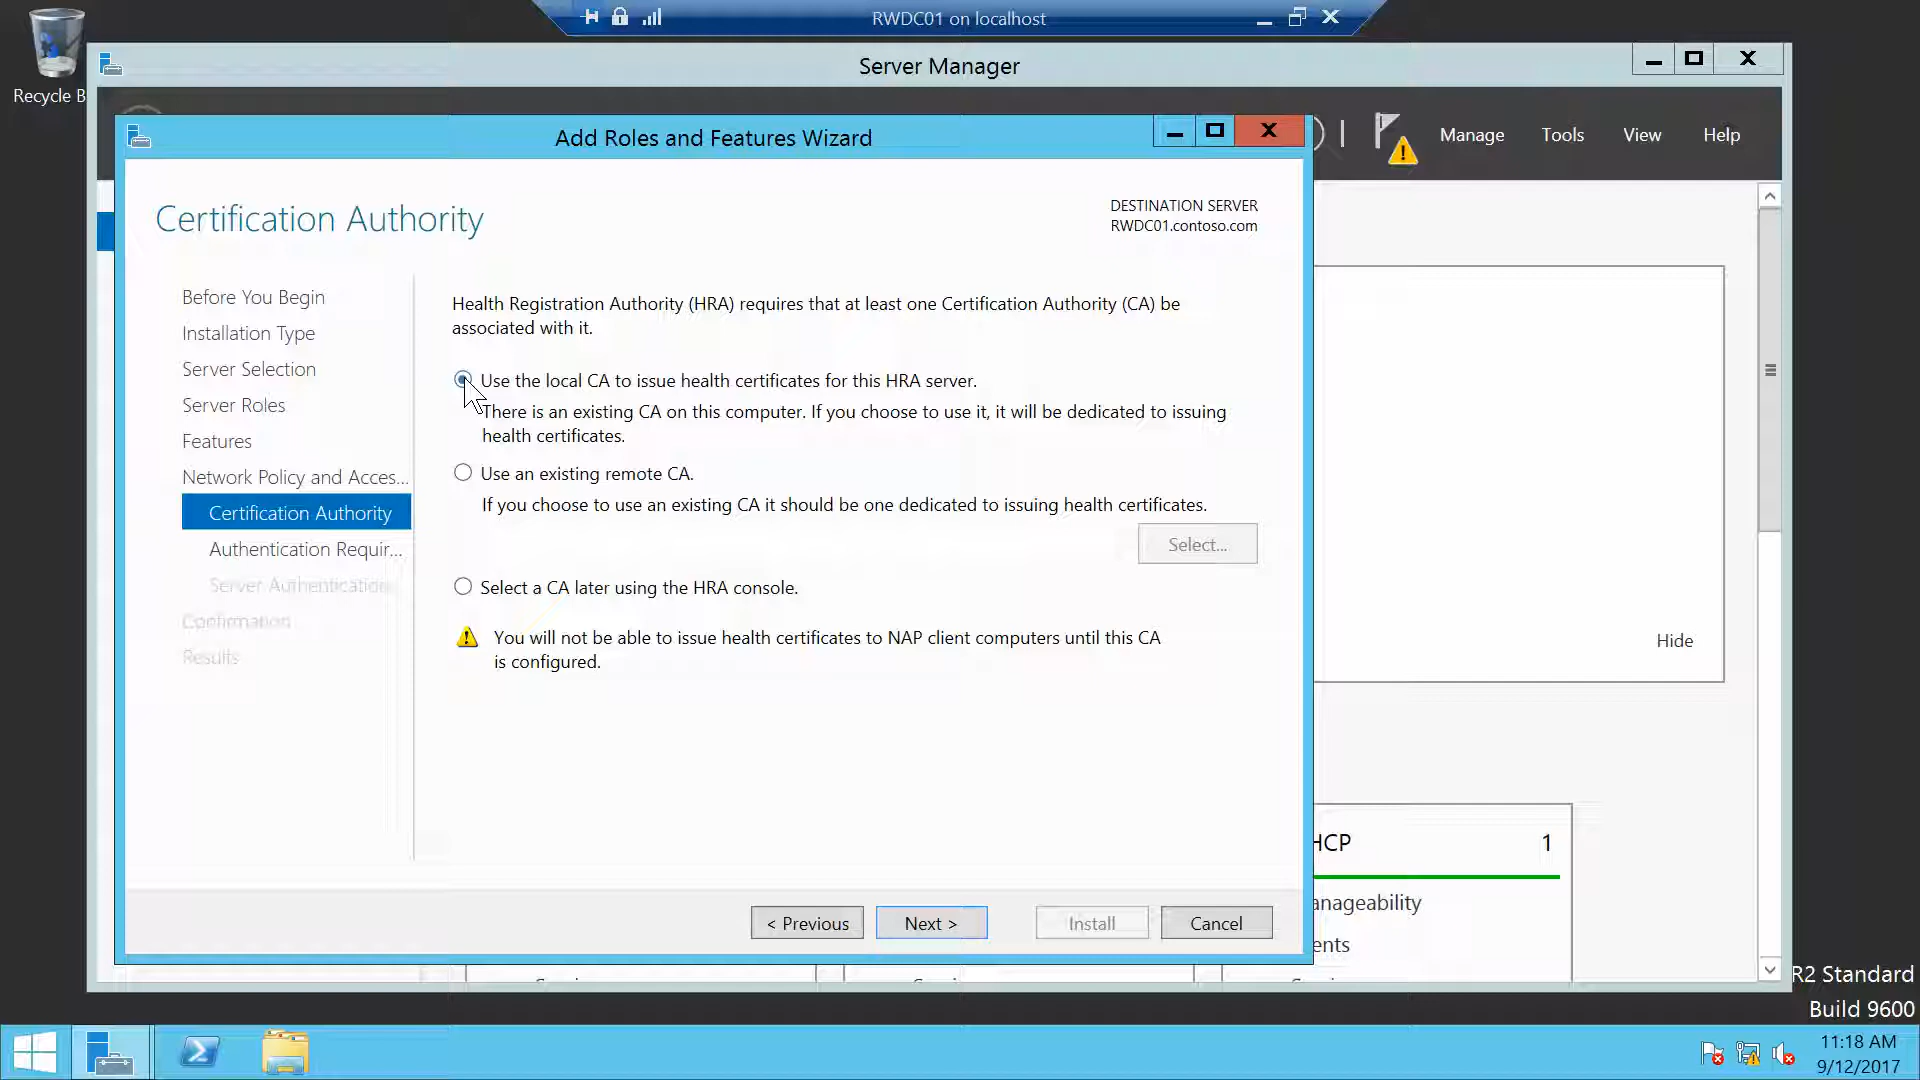 RWDC01 on localhost
Recycle B
Server Manager
Add Roles and Features Wizard
Manage
Tools
View
Help
Certification Authority
DESTINATION SERVER
RWDC01.contoso.com
Before You Begin
Installation Type
Server Selection
Server Roles
Features
Network Policy and Acces...
Certification Authority
Authentication Requir...
Server Authentication
Confirmation
Results
Health Registration Authority (HRA) requires that at least one Certification Authority (CA) be
associated with it.
Use the local CA to issue health certificates for this HRA server.
There is an existing CA on this computer. If you choose to use it, it will be dedicated to issuing
health certificates.
Use an existing remote CA.
If you choose to use an existing CA it should be one dedicated to issuing health certificates.
Select...
Select a CA later using the HRA console.
You will not be able to issue health certificates to NAP client computers until this CA
is configured.
< Previous
Next >
Install
Cancel
Hide
HCP
1
anageability
ents
R2 Standard
Build 9600
11:18 AM
9/12/2017